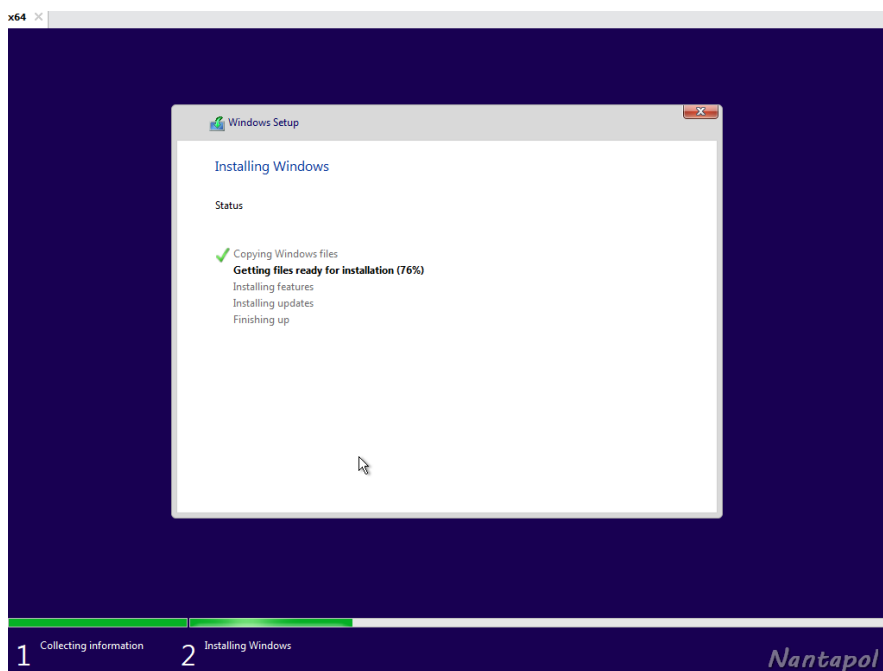 x64
Windows Setup
Installing Windows
Status
Copying Windows files
Getting files ready for installation (76%)
Installing features
Installing updates
Finishing up
1 Collecting information
2 Installing Windows
Nantapol